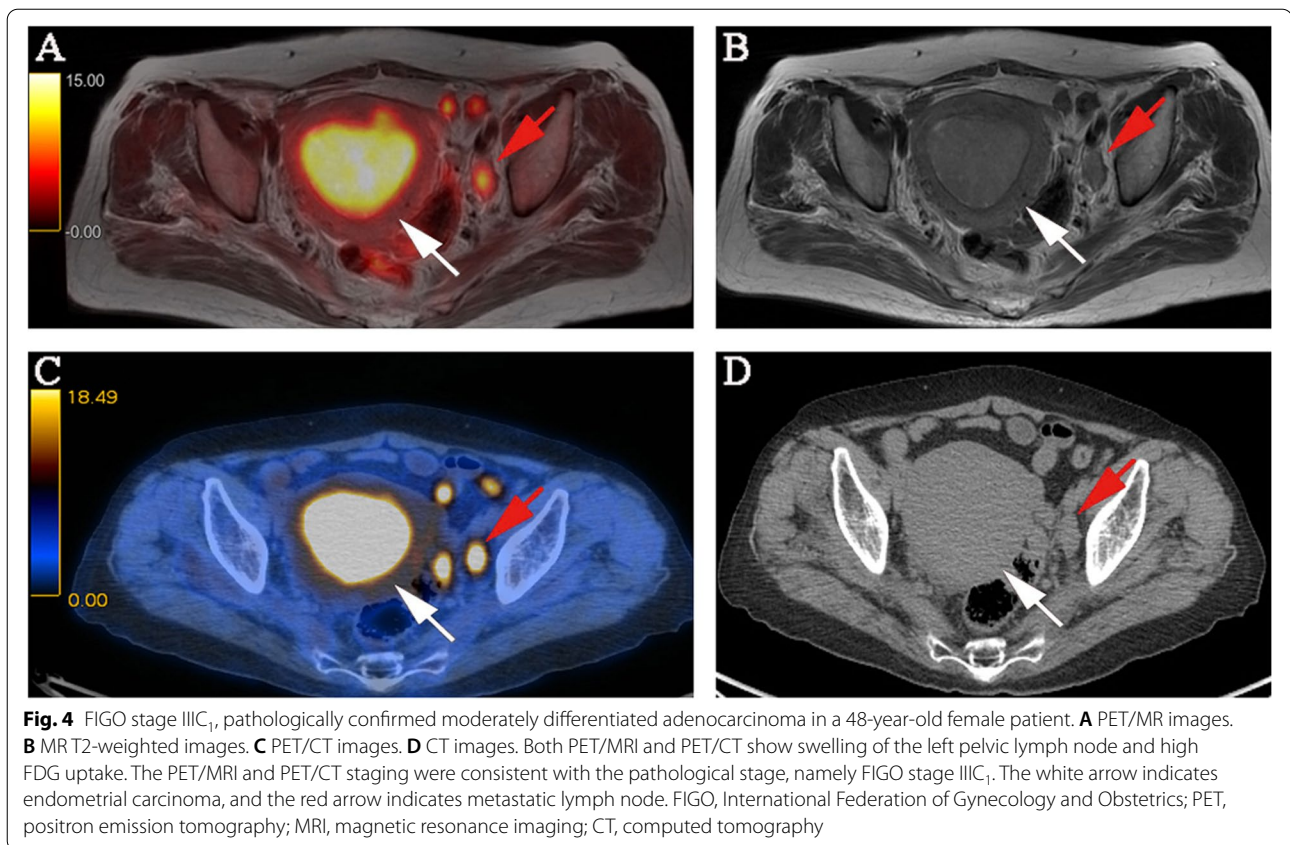 A
15.00
-0.00
B
C
18.49
0.00
D
Fig. 4 FIGO stage IIIC₁, pathologically confirmed moderately differentiated adenocarcinoma in a 48-year-old female patient. A PET/MR images.
B MR T2-weighted images. C PET/CT images. D CT images. Both PET/MRI and PET/CT show swelling of the left pelvic lymph node and high
FDG uptake. The PET/MRI and PET/CT staging were consistent with the pathological stage, namely FIGO stage IIIC₁. The white arrow indicates
endometrial carcinoma, and the red arrow indicates metastatic lymph node. FIGO, International Federation of Gynecology and Obstetrics; PET,
positron emission tomography; MRI, magnetic resonance imaging; CT, computed tomography